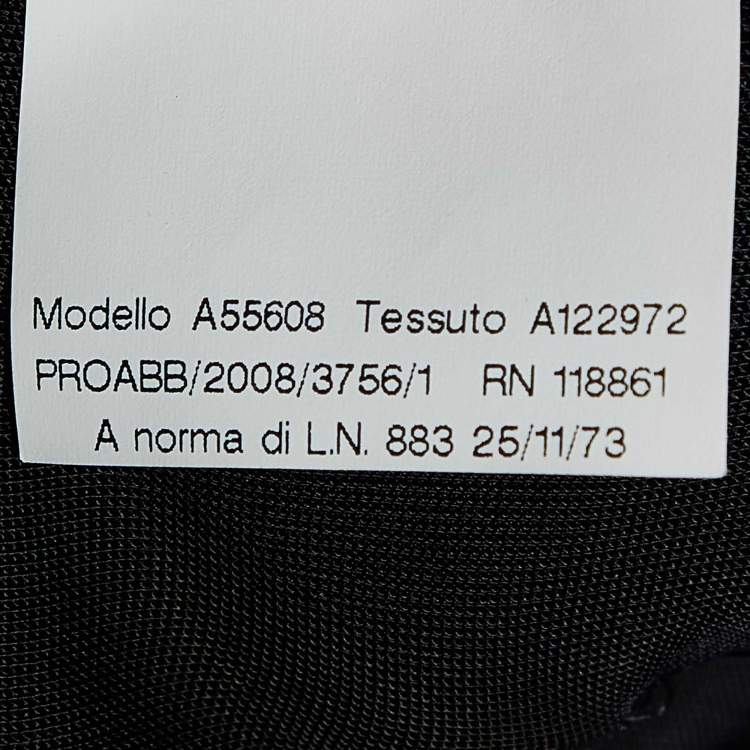 Modello A55608 Tessuto A122972
PROABB/2008/3756/1 RN 118861
A norma di L.N. 883 25/11/73